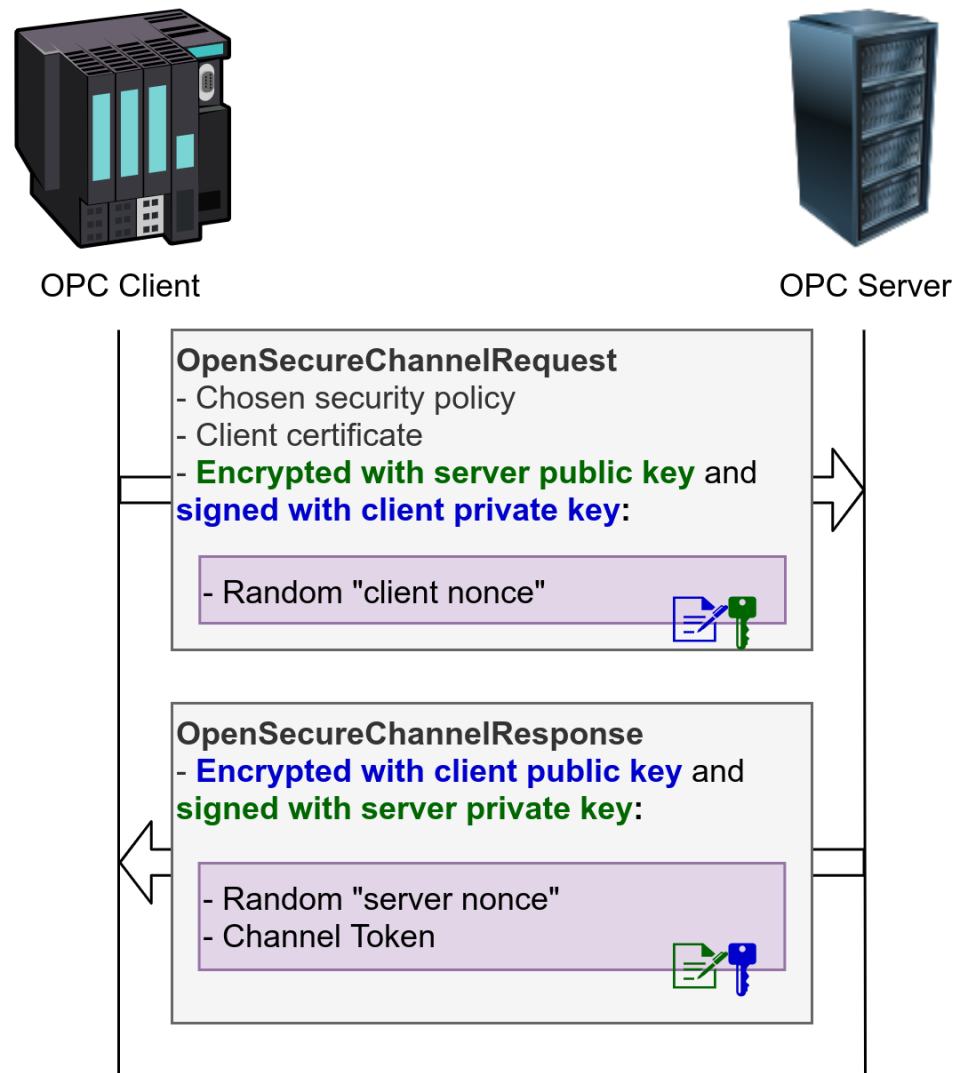 OPC Client
OPC Server
OpenSecureChannelRequest
- Chosen security policy
- Client certificate
- Encrypted with server public key and
signed with client private key:
- Random "client nonce"
OpenSecureChannelResponse
- Encrypted with client public key and
signed with server private key:
- Random "server nonce"
- Channel Token